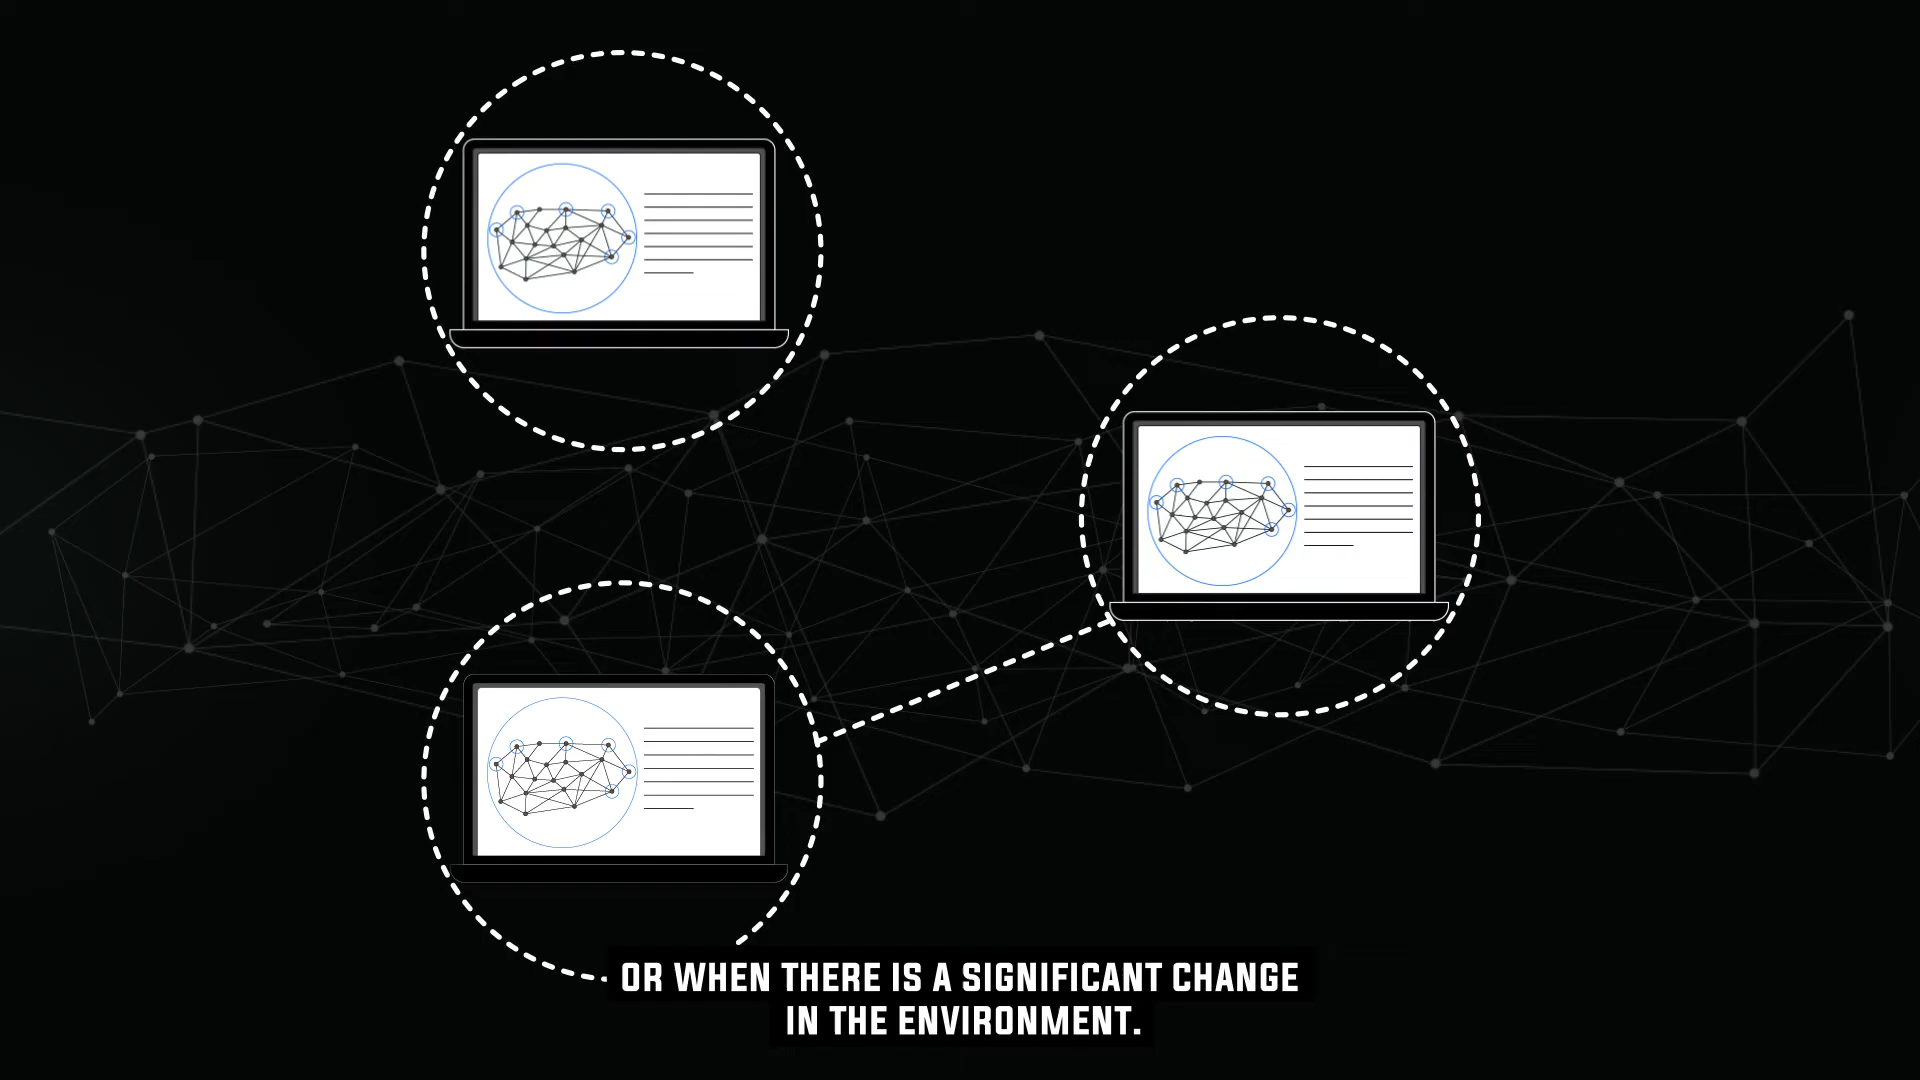 OR WHEN THERE IS A SIGNIFICANT CHANGE
IN THE ENVIRONMENT.